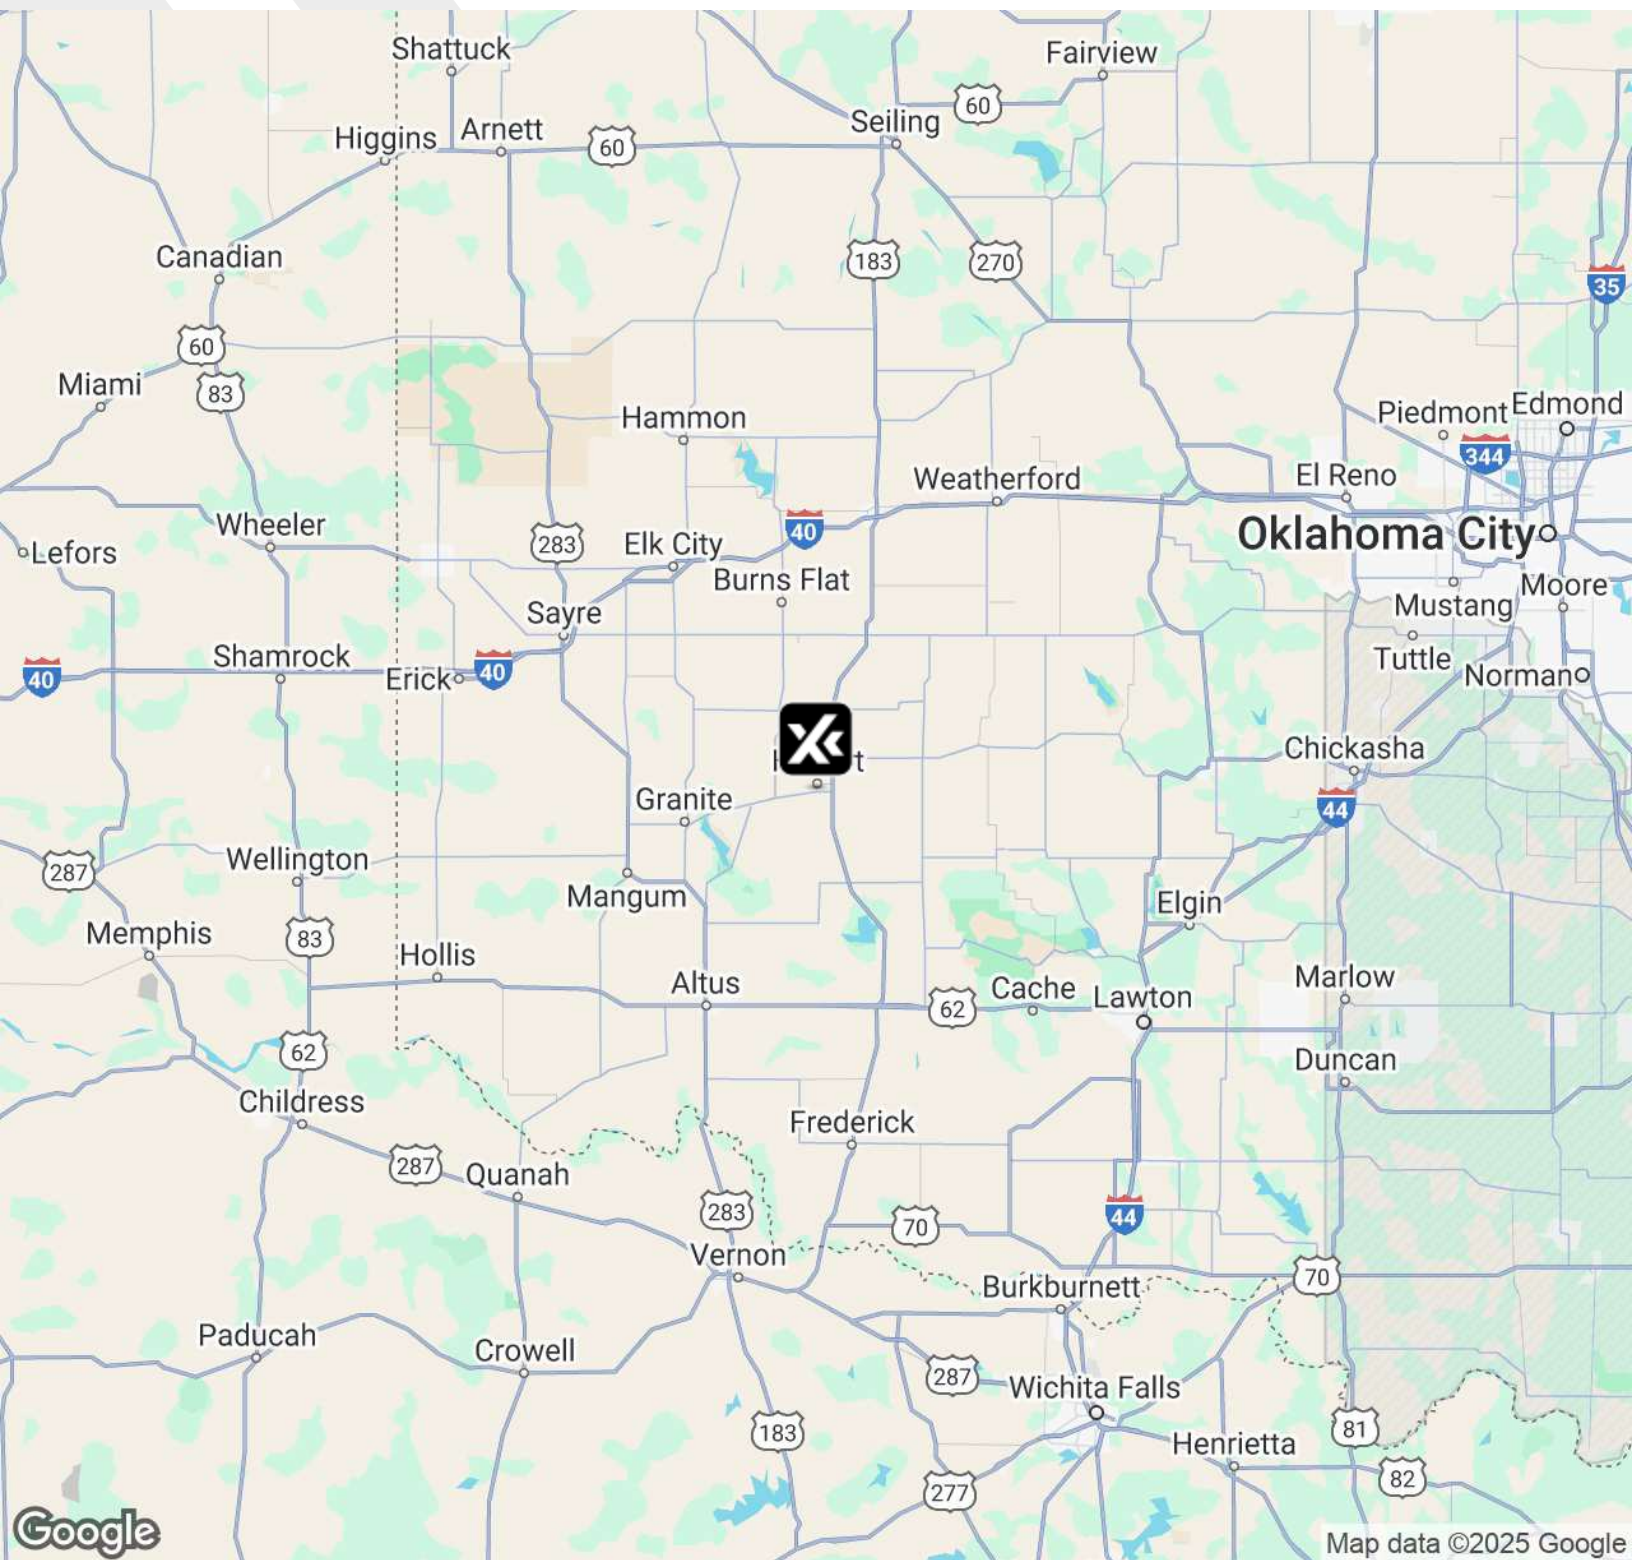 Shattuck
Fairview
60
Seiling
Higgins
Arnett
60
Canadian
183
270
35
60
Miami
83
Hammon
Piedmont
Edmond
344
Weatherford
El Reno
Wheeler
40
Oklahoma City
Lefors
283
Elk City
Burns Flat
Moore
Sayre
Mustang
Shamrock
Tuttle
40
Erick
40
Norman
Chickasha
Granite
44
Wellington
287
Mangum
Elgin
Memphis
83
Hollis
Altus
Cache
Lawton
Marlow
62
62
Duncan
Childress
Frederick
287
Quanah
283
44
70
Vernon
Burkburnett
70
Paducah
Crowell
287
Wichita Falls
183
81
Henrietta
82
277
Google
Map data ©2025 Google